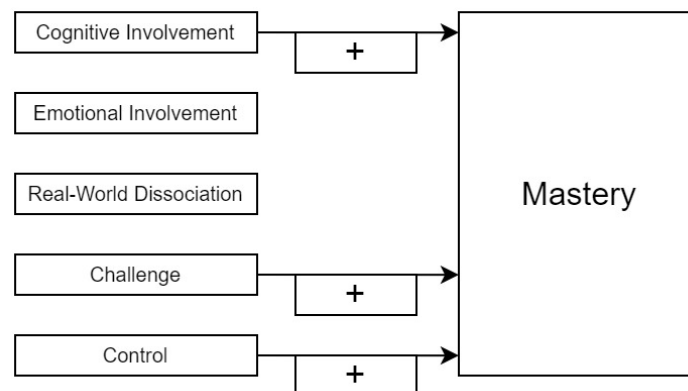 Cognitive Involvement
+
Emotional Involvement
Real-World Dissociation
Mastery
Challenge
+
Control
+